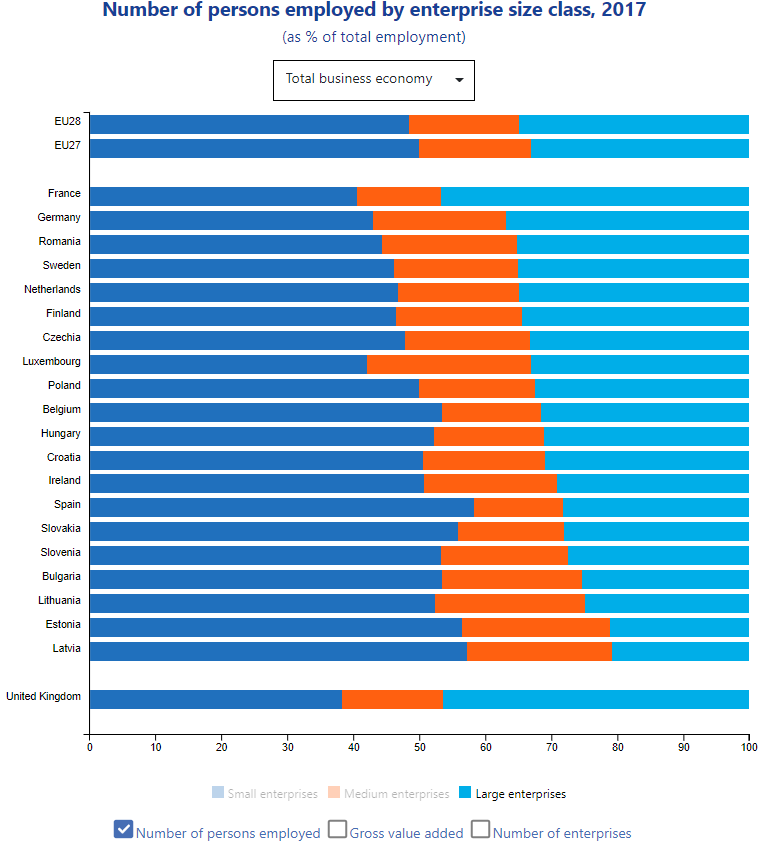 Number of persons employed by enterprise size class, 2017
(as % of total employment)
Total business economy
EU28
EU27
France
Germany
Romania
Sweden
Netherlands
Finland
Czechia
Luxembourg
Poland
Belgium
Hungary
Croatia
Ireland
Spain
Slovakia
Slovenia
Bulgaria
Lithuania
Estonia
Latvia
United Kingdom
0 10 20 30 40 50 60 70 80 90 100
Small enterprises Medium enterprises Large enterprises
Number of persons employed Gross value added Number of enterprises